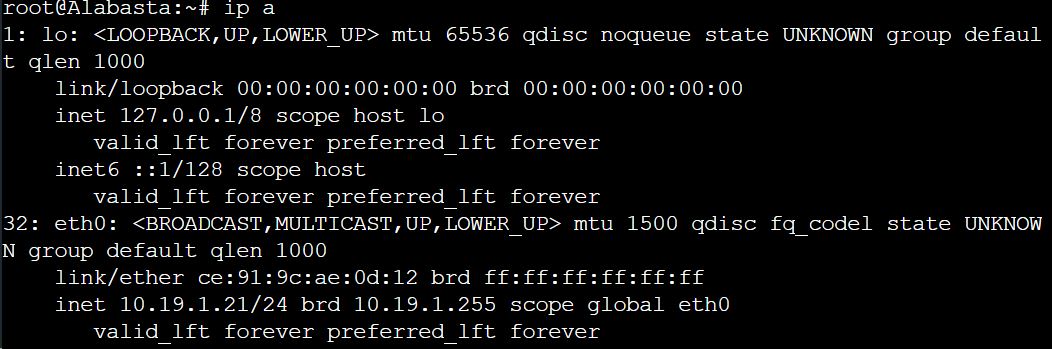 root@Alabasta:~# ip a
1: lo: <LOOPBACK,UP,LOWER_UP> mtu 65536 qdisc noqueue state UNKNOWN group defaul
t qlen 1000
    link/loopback 00:00:00:00:00:00 brd 00:00:00:00:00:00
    inet 127.0.0.1/8 scope host lo
       valid_lft forever preferred_lft forever
    inet6 ::1/128 scope host
       valid_lft forever preferred_lft forever
32: eth0: <BROADCAST,MULTICAST,UP,LOWER_UP> mtu 1500 qdisc fq_codel state UNKNOW
N group default qlen 1000
    link/ether ce:91:9c:ae:0d:12 brd ff:ff:ff:ff:ff:ff
    inet 10.19.1.21/24 brd 10.19.1.255 scope global eth0
       valid_lft forever preferred_lft forever